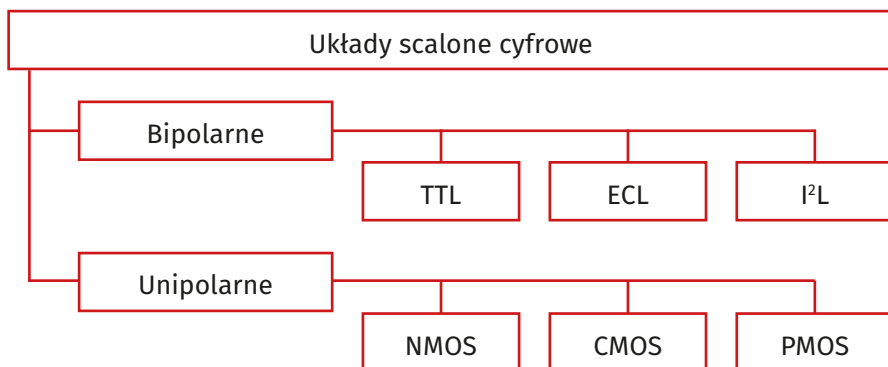 Układy scalone cyfrowe
Bipolarne
TTL
ECL
I²L
Unipolarne
NMOS
CMOS
PMOS